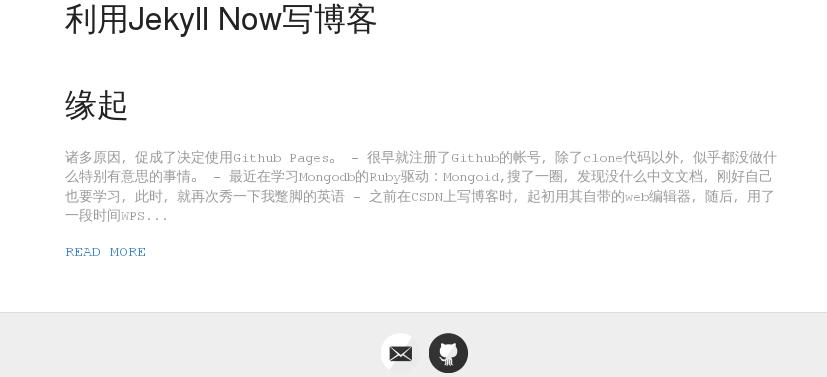 利用Jekyll Now写博客
缘起
诸多原因, 促成了决定使用Github Pages。 - 很早就注册了Github的帐号, 除了clone代码以外, 似乎都没做什
么特别有意思的事情。 - 最近在学习Mongodb的Ruby驱动：Mongoid,搜了一圈, 发现没什么中文文档, 刚好自己
也要学习, 此时, 就再次秀一下我蹩脚的英语 - 之前在CSDN上写博客时, 起初用其自带的web编辑器, 随后, 用了
一段时间WPS...
READ MORE